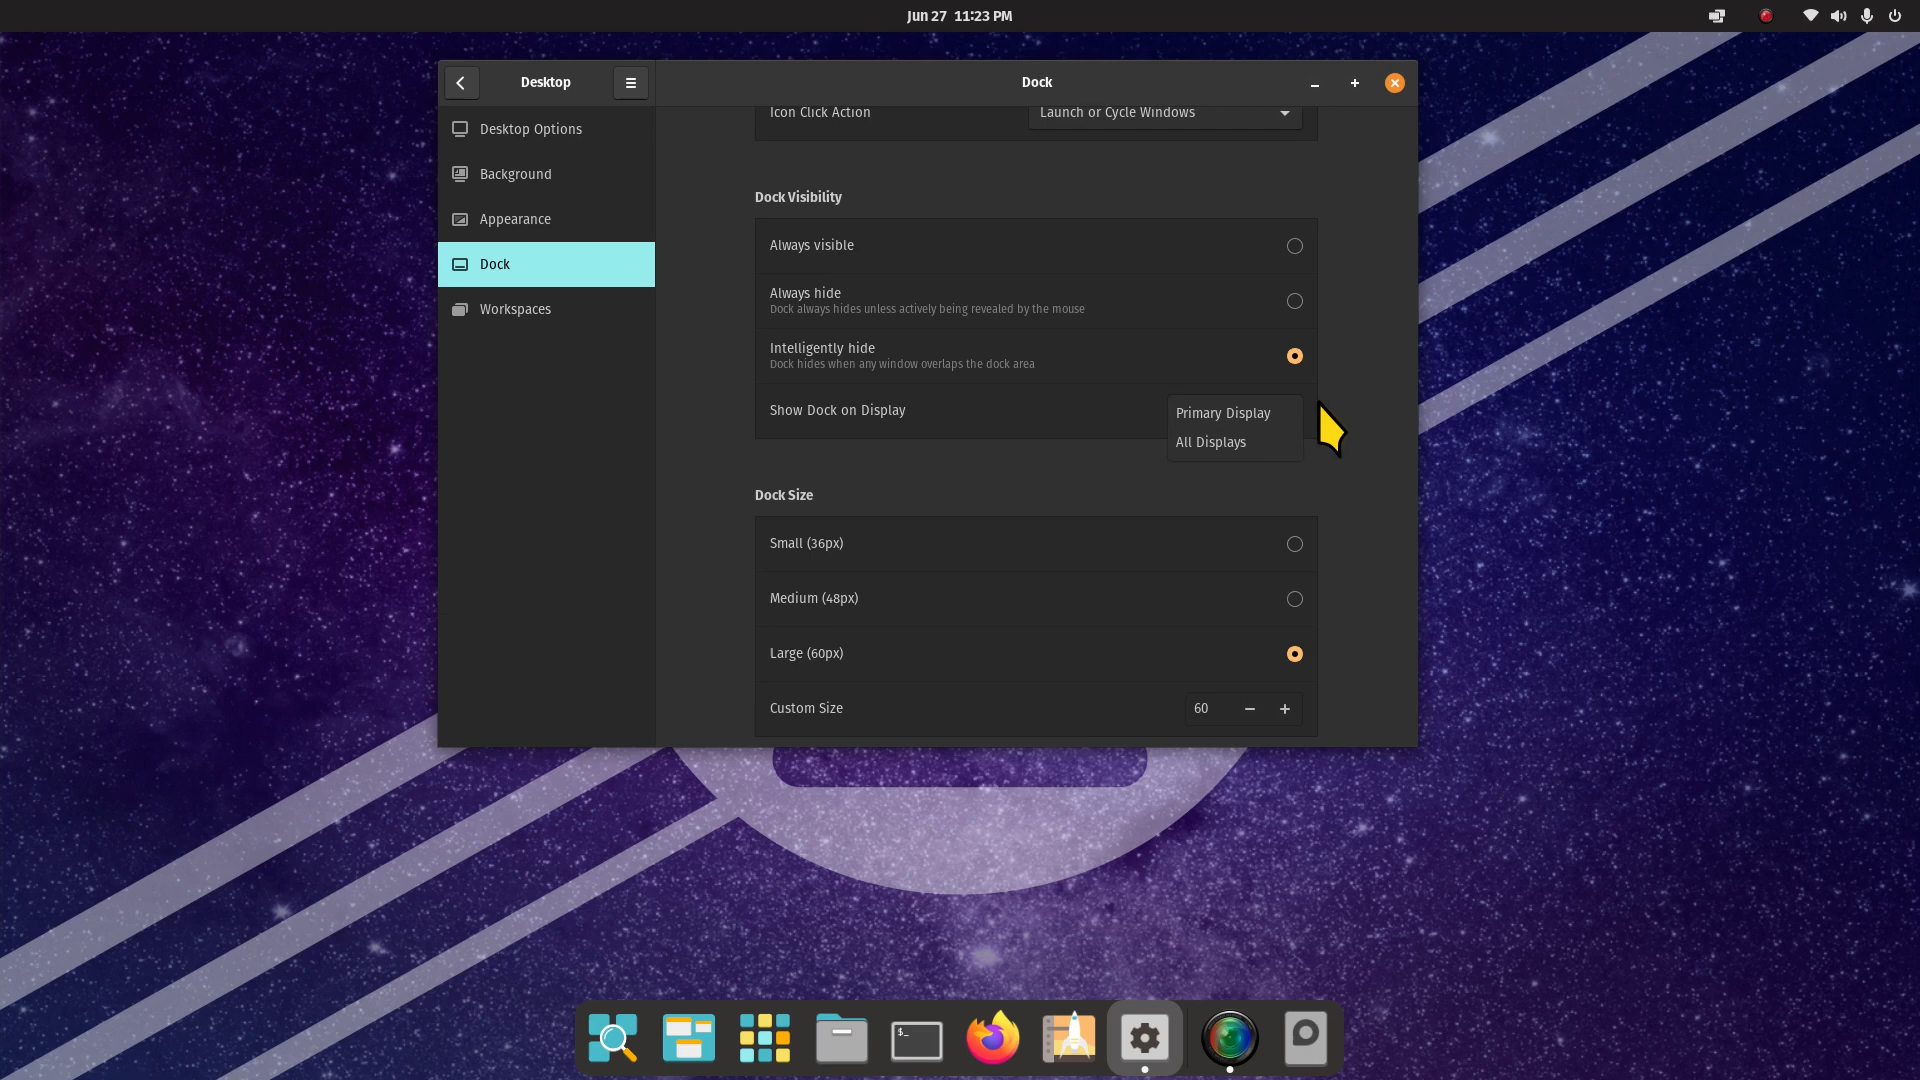 Jun 27 11:23 PM
Desktop
Dock
Desktop Options
Background
Appearance
Dock
Workspaces
Icon Click Action
Launch or Cycle Windows
Dock Visibility
Always visible
Always hide
Dock always hides unless actively being revealed by the mouse
Intelligently hide
Dock hides when any window overlaps the dock area
Show Dock on Display
Primary Display
All Displays
Dock Size
Small (36px)
Medium (48px)
Large (60px)
Custom Size
60
$_